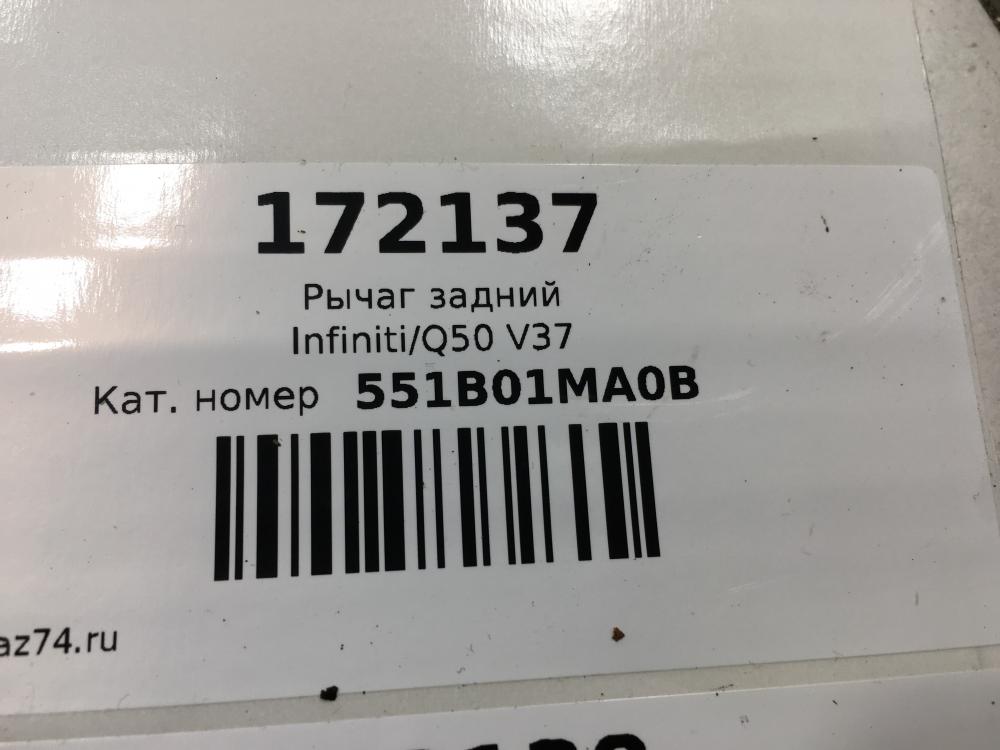 172137
Рычаг задний
Infiniti/Q50 V37
Кат. номер 551B01MA0B
az74.ru